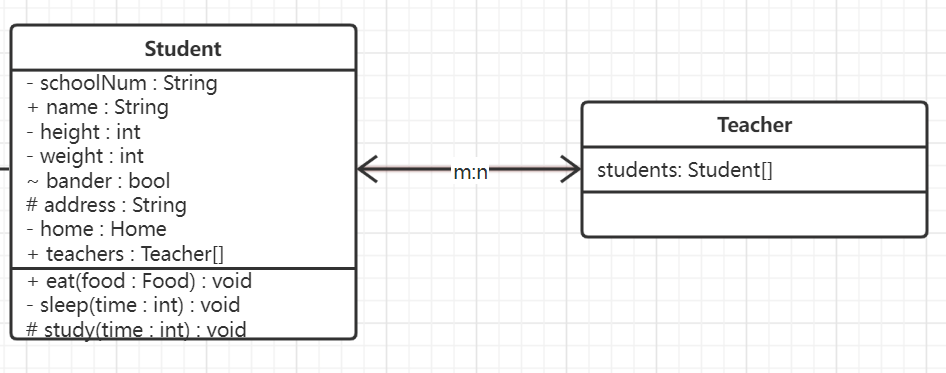 Student
- schoolNum : String
+ name : String
- height : int
- weight : int
~ bander : bool
# address : String
- home : Home
+ teachers : Teacher[]
+ eat(food : Food) : void
- sleep(time : int) : void
# study(time : int) : void
m:n
Teacher
students: Student[]